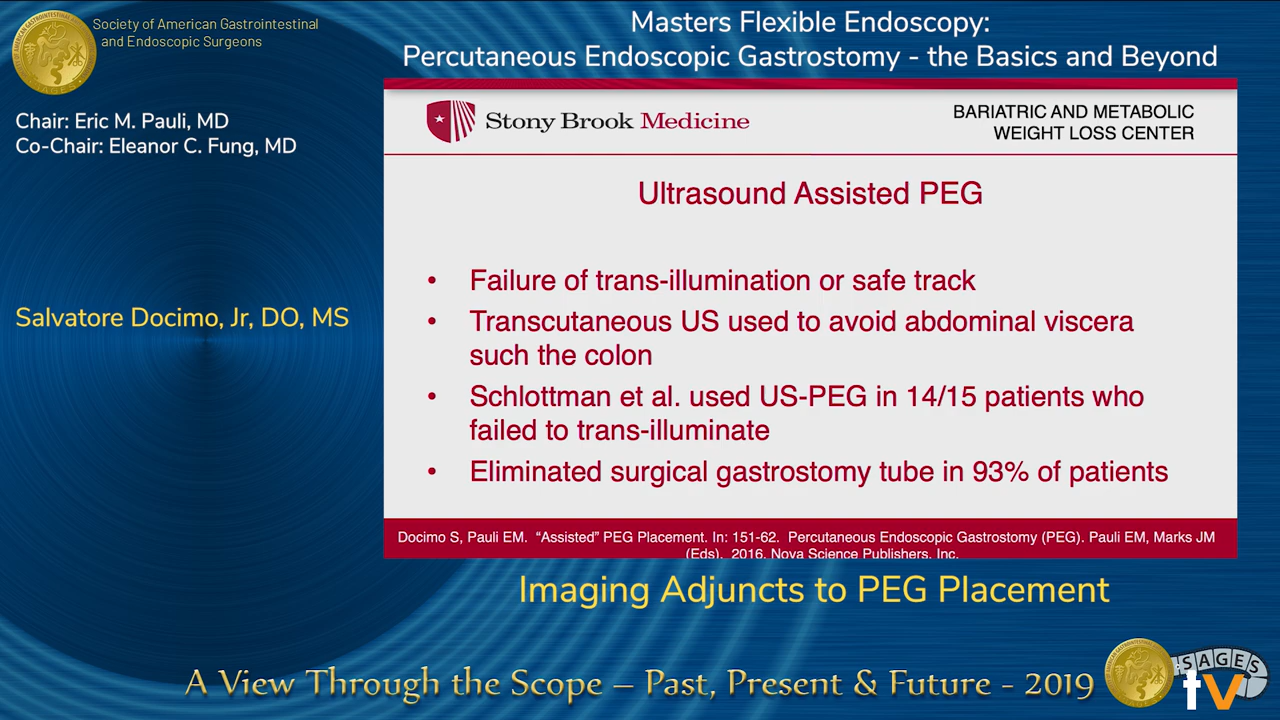 Society of American Gastrointestinal
and Endoscopic Surgeons
Masters Flexible Endoscopy:
Percutaneous Endoscopic Gastrostomy - the Basics and Beyond
Chair: Eric M. Pauli, MD
Co-Chair: Eleanor C. Fung, MD
Salvatore Docimo, Jr, DO, MS
Stony Brook Medicine
BARIATRIC AND METABOLIC
WEIGHT LOSS CENTER
Ultrasound Assisted PEG
• Failure of trans-illumination or safe track
• Transcutaneous US used to avoid abdominal viscera
such the colon
• Schlottman et al. used US-PEG in 14/15 patients who
failed to trans-illuminate
• Eliminated surgical gastrostomy tube in 93% of patients
Docimo S, Pauli EM. “Assisted” PEG Placement. In: 151-62. Percutaneous Endoscopic Gastrostomy (PEG). Pauli EM, Marks JM
(Eds). 2016. Nova Science Publishers, Inc.
Imaging Adjuncts to PEG Placement
A View Through the Scope – Past, Present & Future - 2019
SAGES
tv